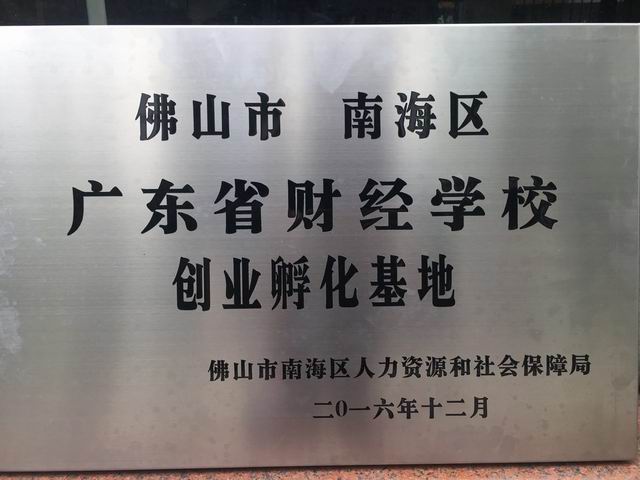 佛山市 南海区
广东省财经学校
创业孵化基地
佛山市南海区人力资源和社会保障局
二0一六年十二月